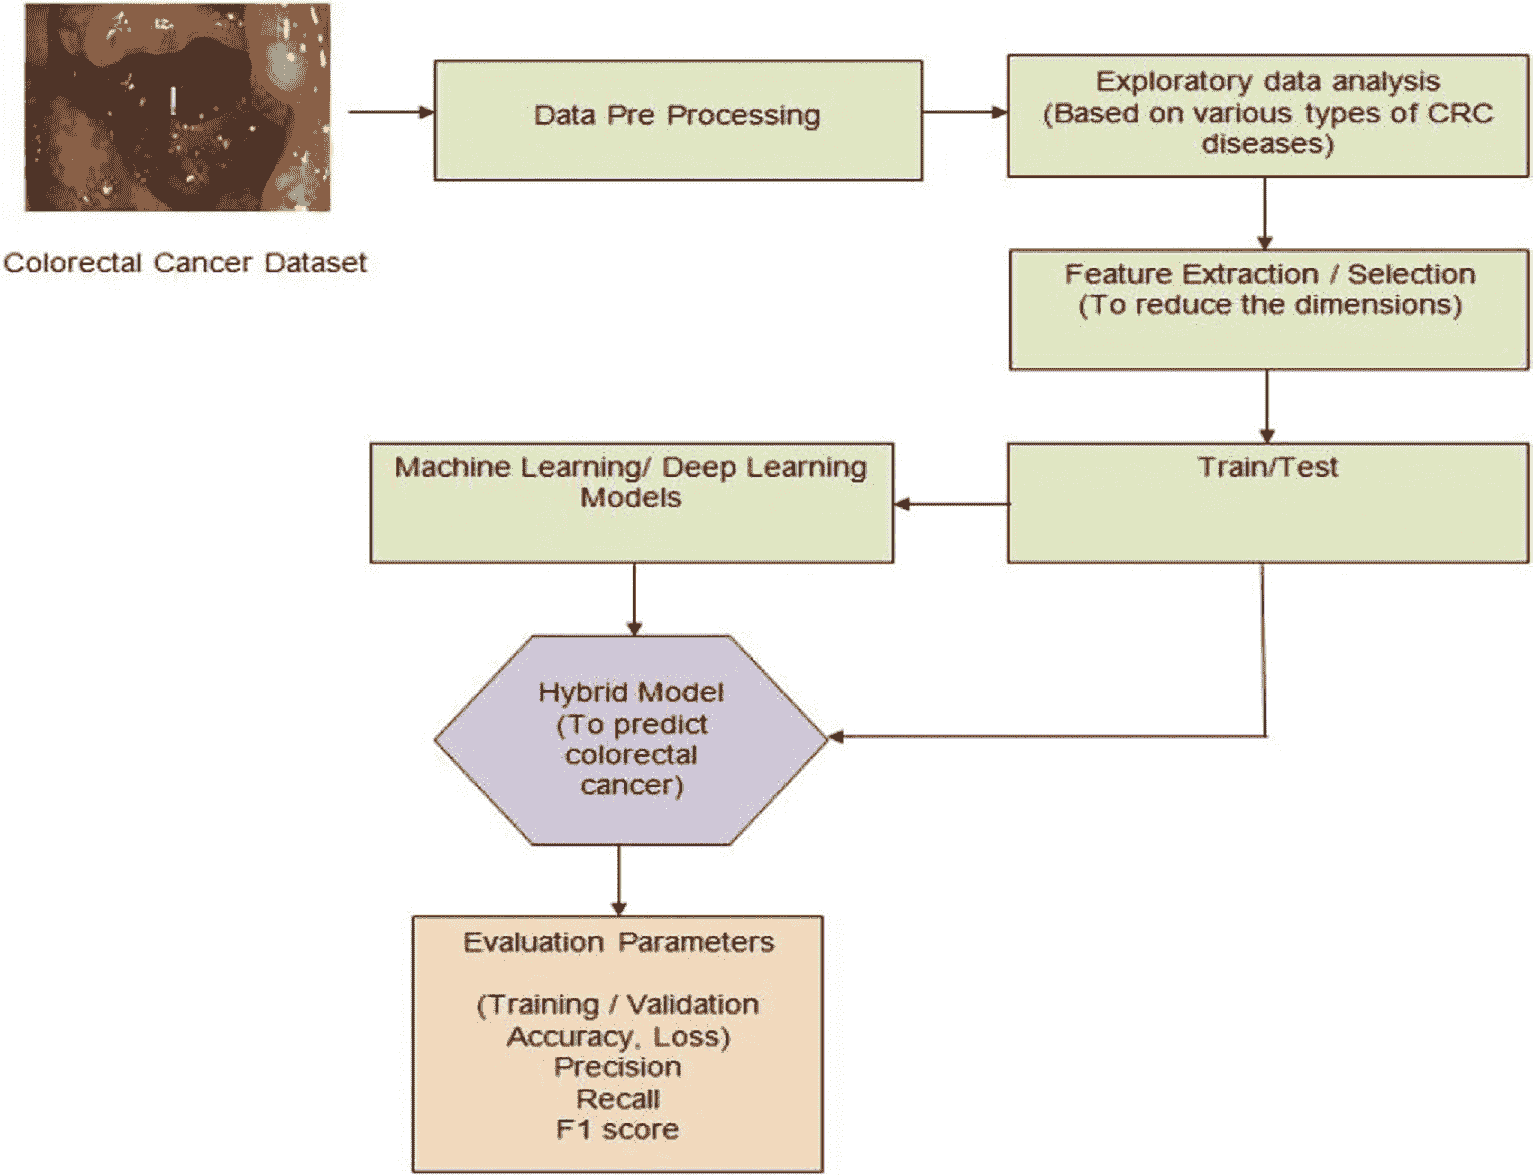 Colorectal Cancer Dataset
Data Pre Processing
Exploratory data analysis
(Based on various types of CRC
diseases)
Feature Extraction / Selection
(To reduce the dimensions)
Train/Test
Machine Learning/ Deep Learning
Models
Hybrid Model
(To predict
colorectal
cancer)
Evaluation Parameters
(Training / Validation
Accuracy, Loss)
Precision
Recall
F1 score